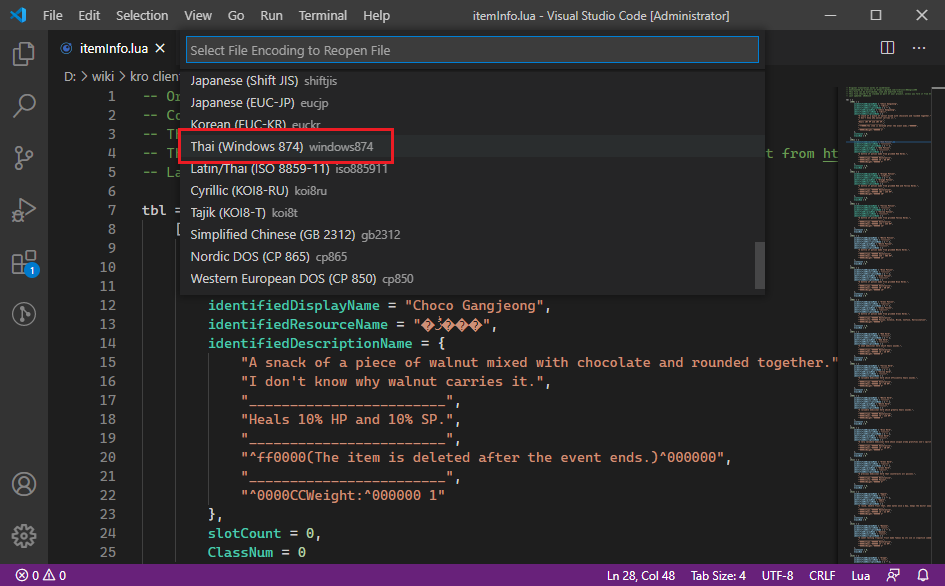 File Edit Selection View Go Run Terminal Help itemInfo.lua - Visual Studio Code [Administrator]
itemInfo.lua
Select File Encoding to Reopen File
D: > wiki > kro clien
Japanese (Shift JIS) shiftjis
1 -- Or
Japanese (EUC-JP) eucjp
2 -- Co
Korean (EUC-KR) euckr
3 -- Th
Thai (Windows 874) windows874
4 -- Th t from ht
Latin/Thai (ISO 8859-11) iso885911
5 -- La
Cyrillic (KOI8-RU) koi8ru
6
Tajik (KOI8-T) koi8t
7 tbl =
Simplified Chinese (GB 2312) gb2312
8 [
Nordic DOS (CP 865) cp865
9
Western European DOS (CP 850) cp850
10
11
12 identifiedDisplayName = "Choco Gangjeong",
13 identifiedResourceName = "�ڰ���",
14 identifiedDescriptionName = {
15 "A snack of a piece of walnut mixed with chocolate and rounded together."
16 "I don't know why walnut carries it.",
17 "________________________",
18 "Heals 10% HP and 10% SP.",
19 "________________________",
20 "^ff0000(The item is deleted after the event ends.)^000000",
21 "________________________",
22 "^0000CCWeight:^000000 1"
23 },
24 slotCount = 0,
25 ClassNum = 0
1
0 0 Ln 28, Col 48 Tab Size: 4 UTF-8 CRLF Lua